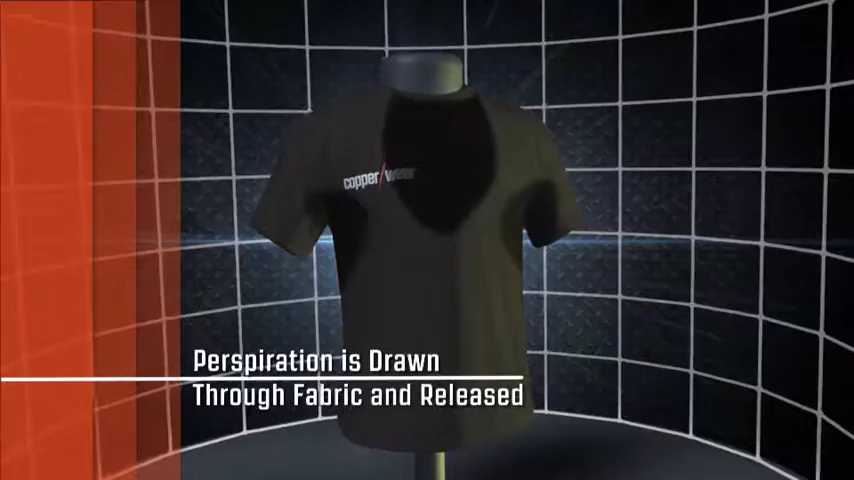 copper/wear
Perspiration is Drawn
Through Fabric and Released